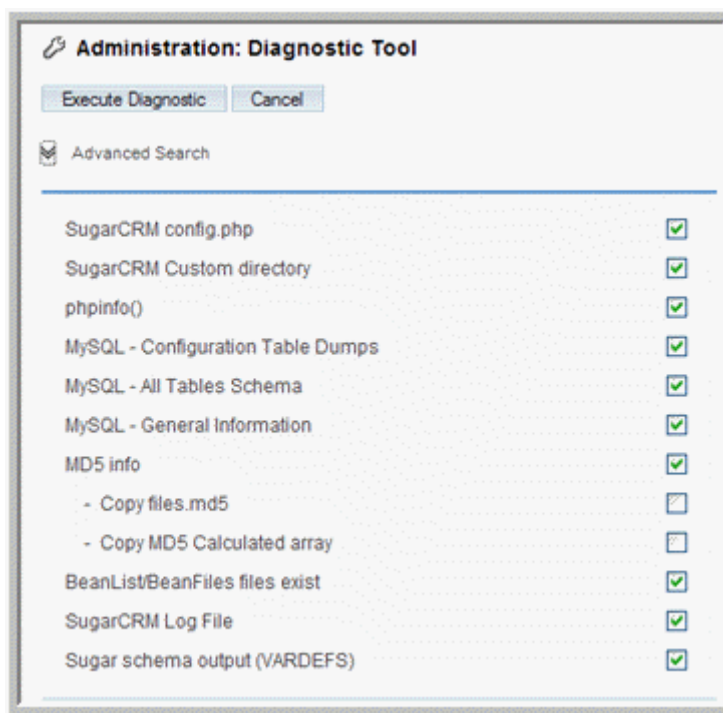 Administration: Diagnostic Tool
Execute Diagnostic Cancel
Advanced Search
SugarCRM config.php
SugarCRM Custom directory
phpinfo()
MySQL - Configuration Table Dumps
MySQL - All Tables Schema
MySQL - General Information
MD5 info
- Copy files.md5
- Copy MD5 Calculated array
BeanList/BeanFiles files exist
SugarCRM Log File
Sugar schema output (VARDEFS)